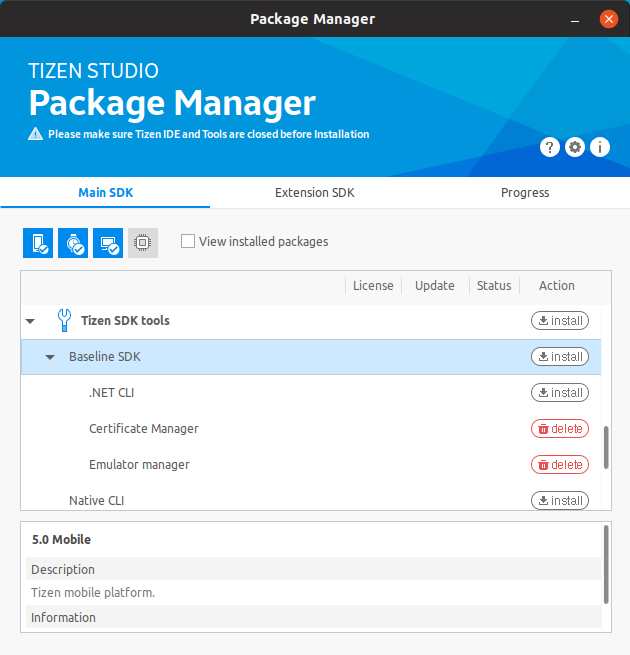 Package Manager
TIZEN STUDIO
Package Manager
Please make sure Tizen IDE and Tools are closed before Installation
? i
Main SDK Extension SDK Progress
View installed packages
License Update Status Action
Tizen SDK tools install
Baseline SDK install
.NET CLI install
Certificate Manager delete
Emulator manager delete
Native CLI install
5.0 Mobile
Description
Tizen mobile platform.
Information